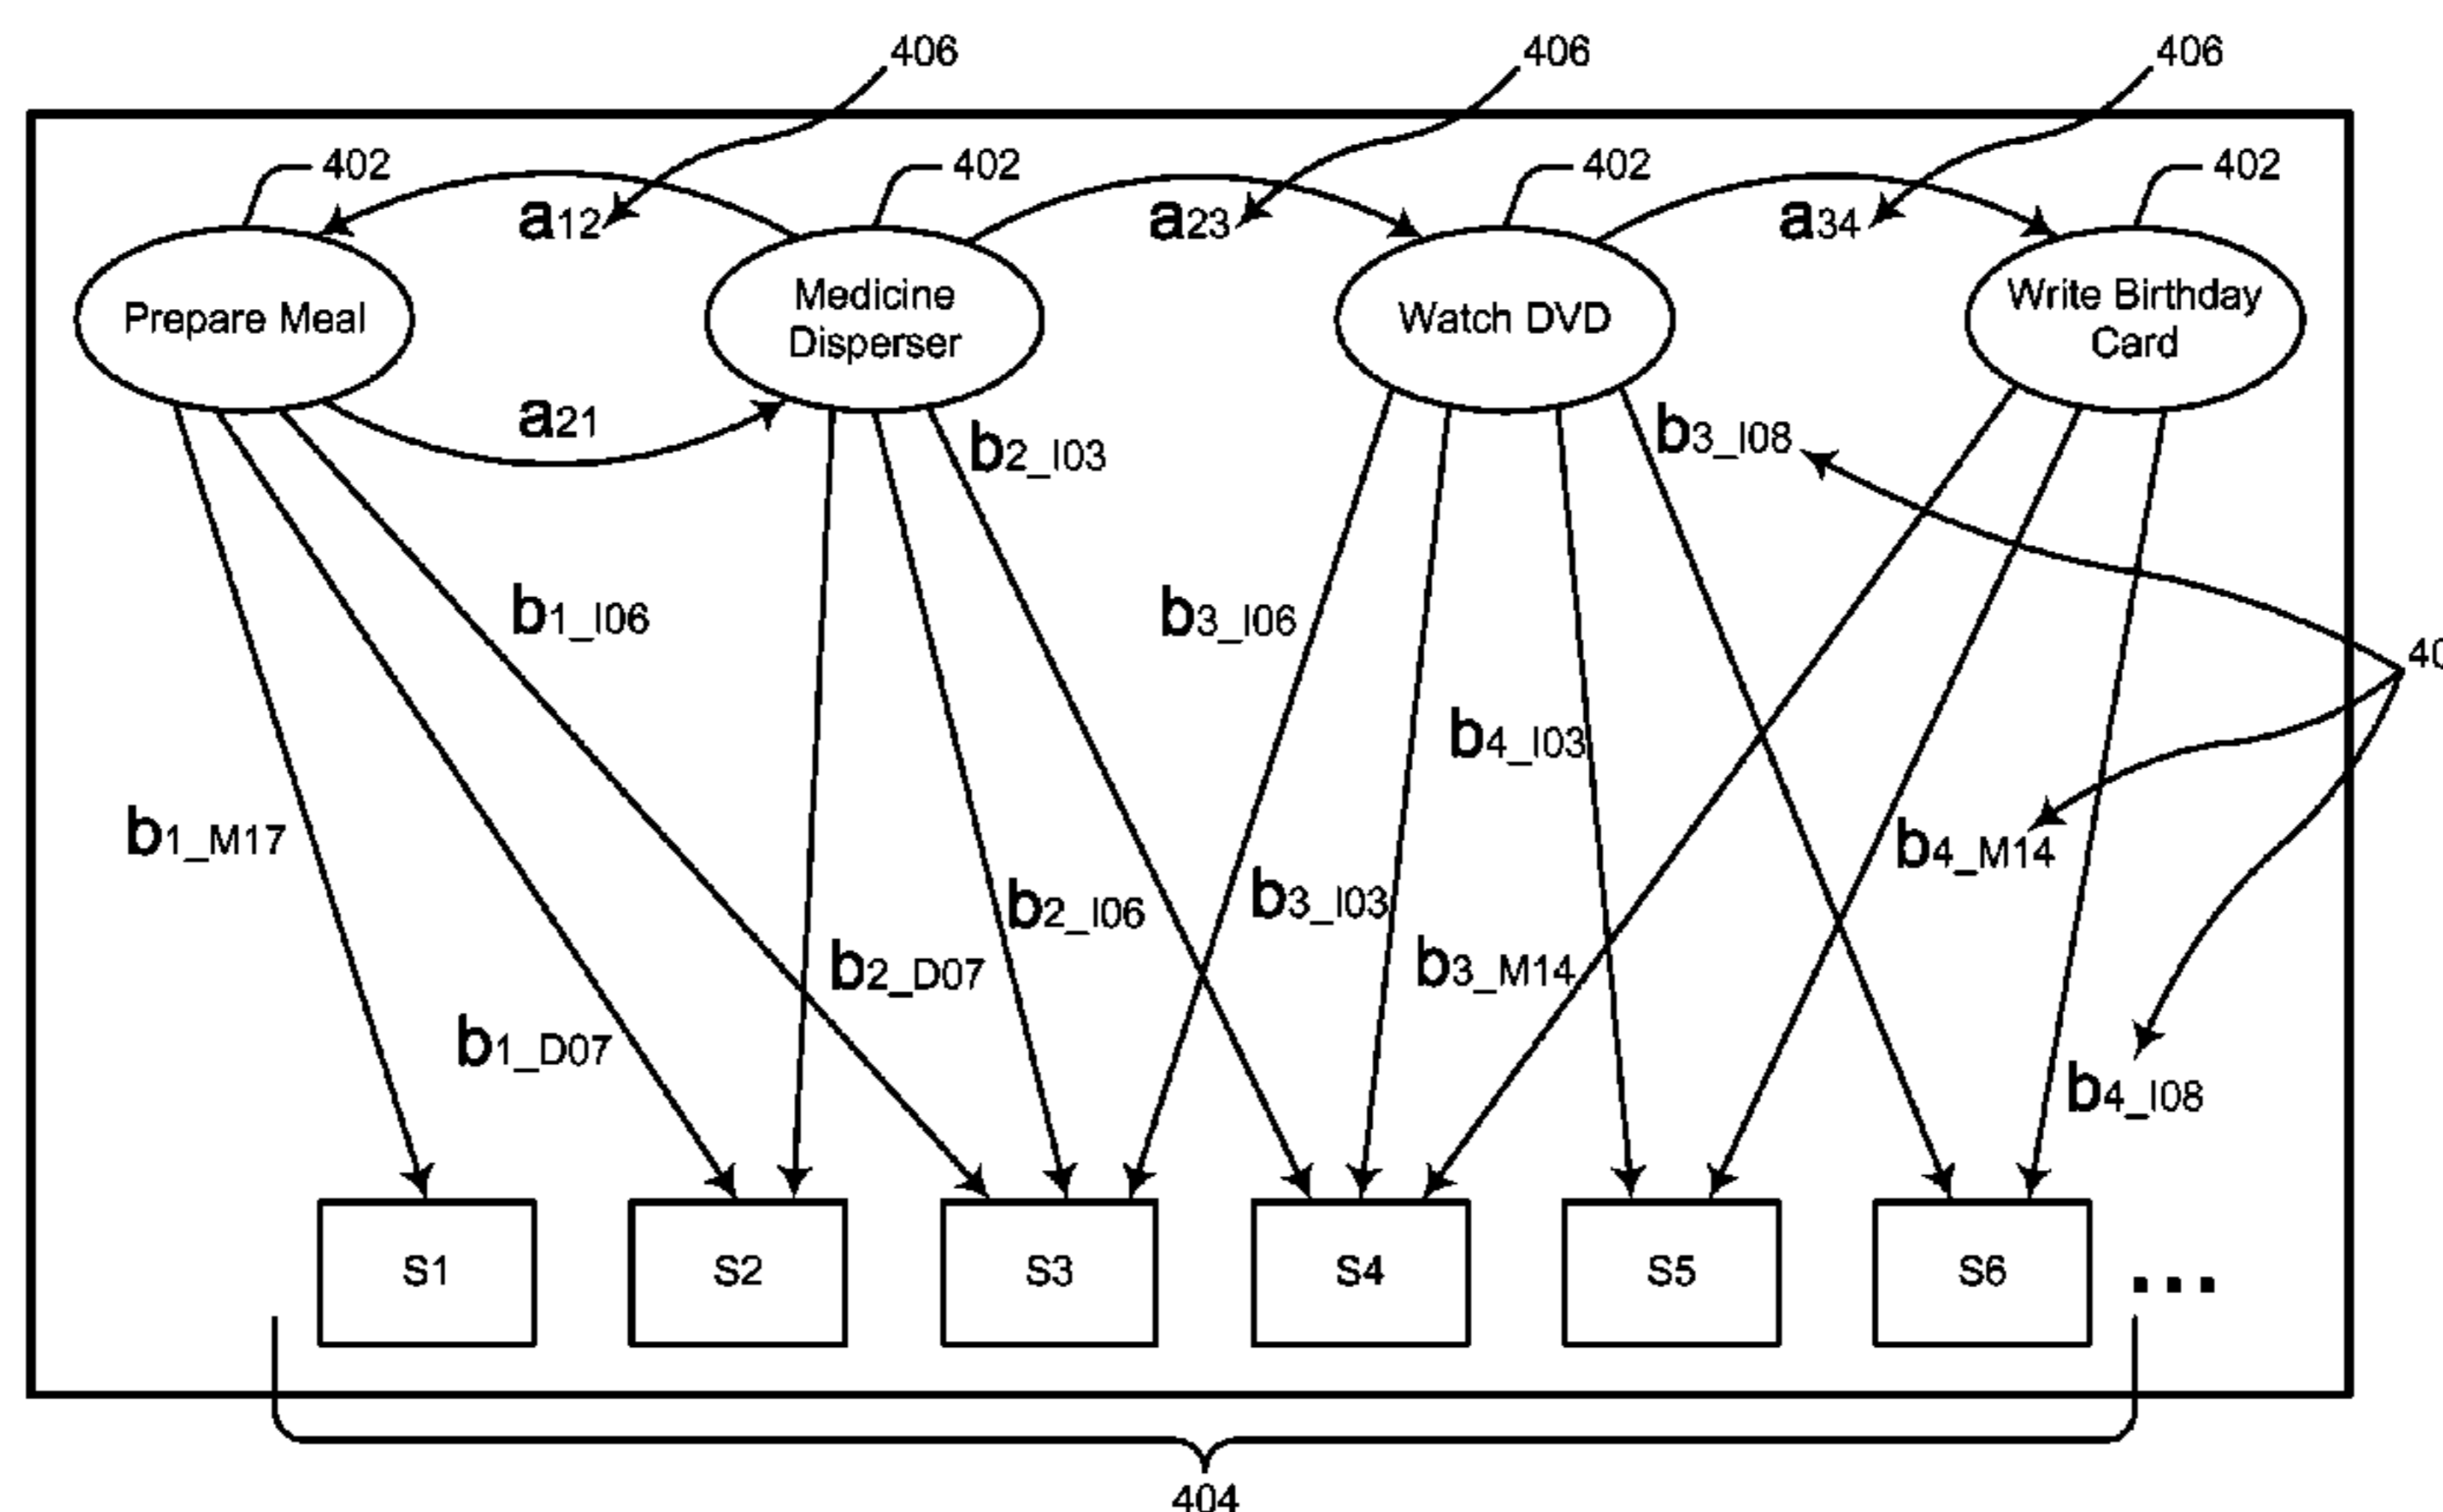 406 406 406
402 402 402 402
a12 a23 a34
Prepare Meal
Medicine
Disperser
Watch DVD
Write Birthday
Card
a21
b2_I03
b3_I08
b1_I06
b3_I06
b4_I03
b1_M17
b4_M14
b2_I06
b3_I03
b2_D07
b3_M14
b1_D07
b4_I08
S1 S2 S3 S4 S5 S6 ...
404